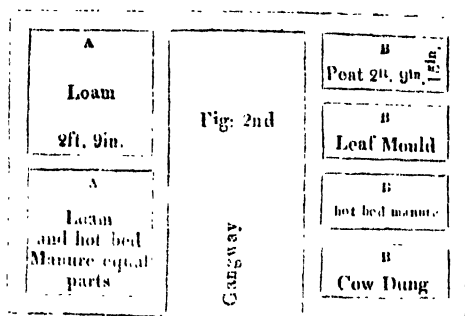 A
Loam
2ft. 9in.
A
Loam
and hot bed
Manure equal
parts
Fig: 2nd
Gangway
B
Peat 2ft. 9in.
B
Leaf Mould
B
hot bed manure
B
Cow Dung